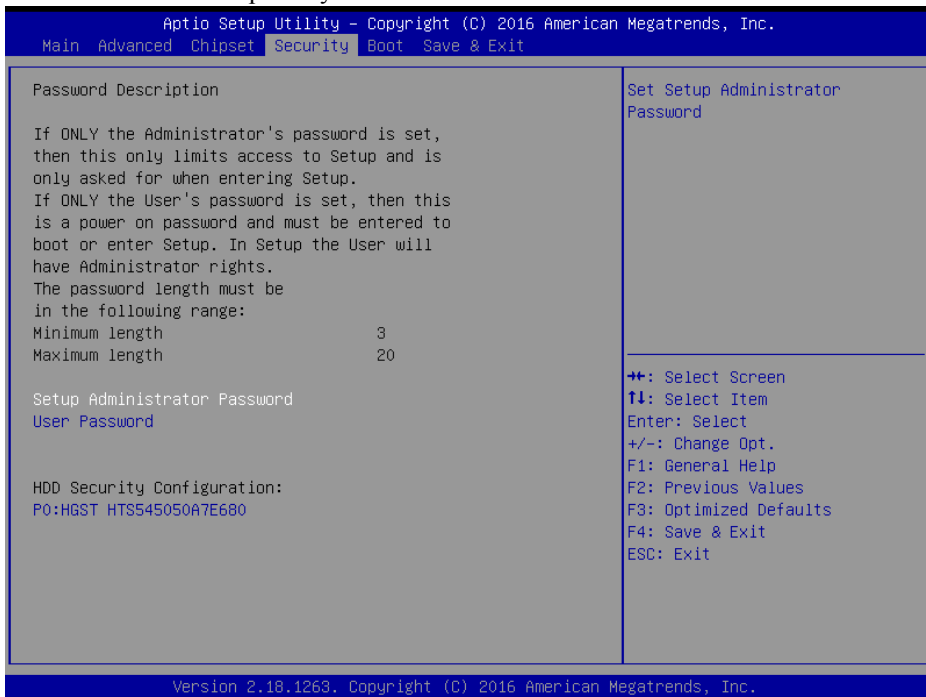 Aptio Setup Utility – Copyright (C) 2016 American Megatrends, Inc.
Main Advanced Chipset Security Boot Save & Exit
Password Description
If ONLY the Administrator's password is set,
then this only limits access to Setup and is
only asked for when entering Setup.
If ONLY the User's password is set, then this
is a power on password and must be entered to
boot or enter Setup. In Setup the User will
have Administrator rights.
The password length must be
in the following range:
Minimum length 3
Maximum length 20
Setup Administrator Password
User Password
HDD Security Configuration:
P0:HGST HTS545050A7E680
Set Setup Administrator
Password
→←: Select Screen
↑↓: Select Item
Enter: Select
+/-: Change Opt.
F1: General Help
F2: Previous Values
F3: Optimized Defaults
F4: Save & Exit
ESC: Exit
Version 2.18.1263. Copyright (C) 2016 American Megatrends, Inc.